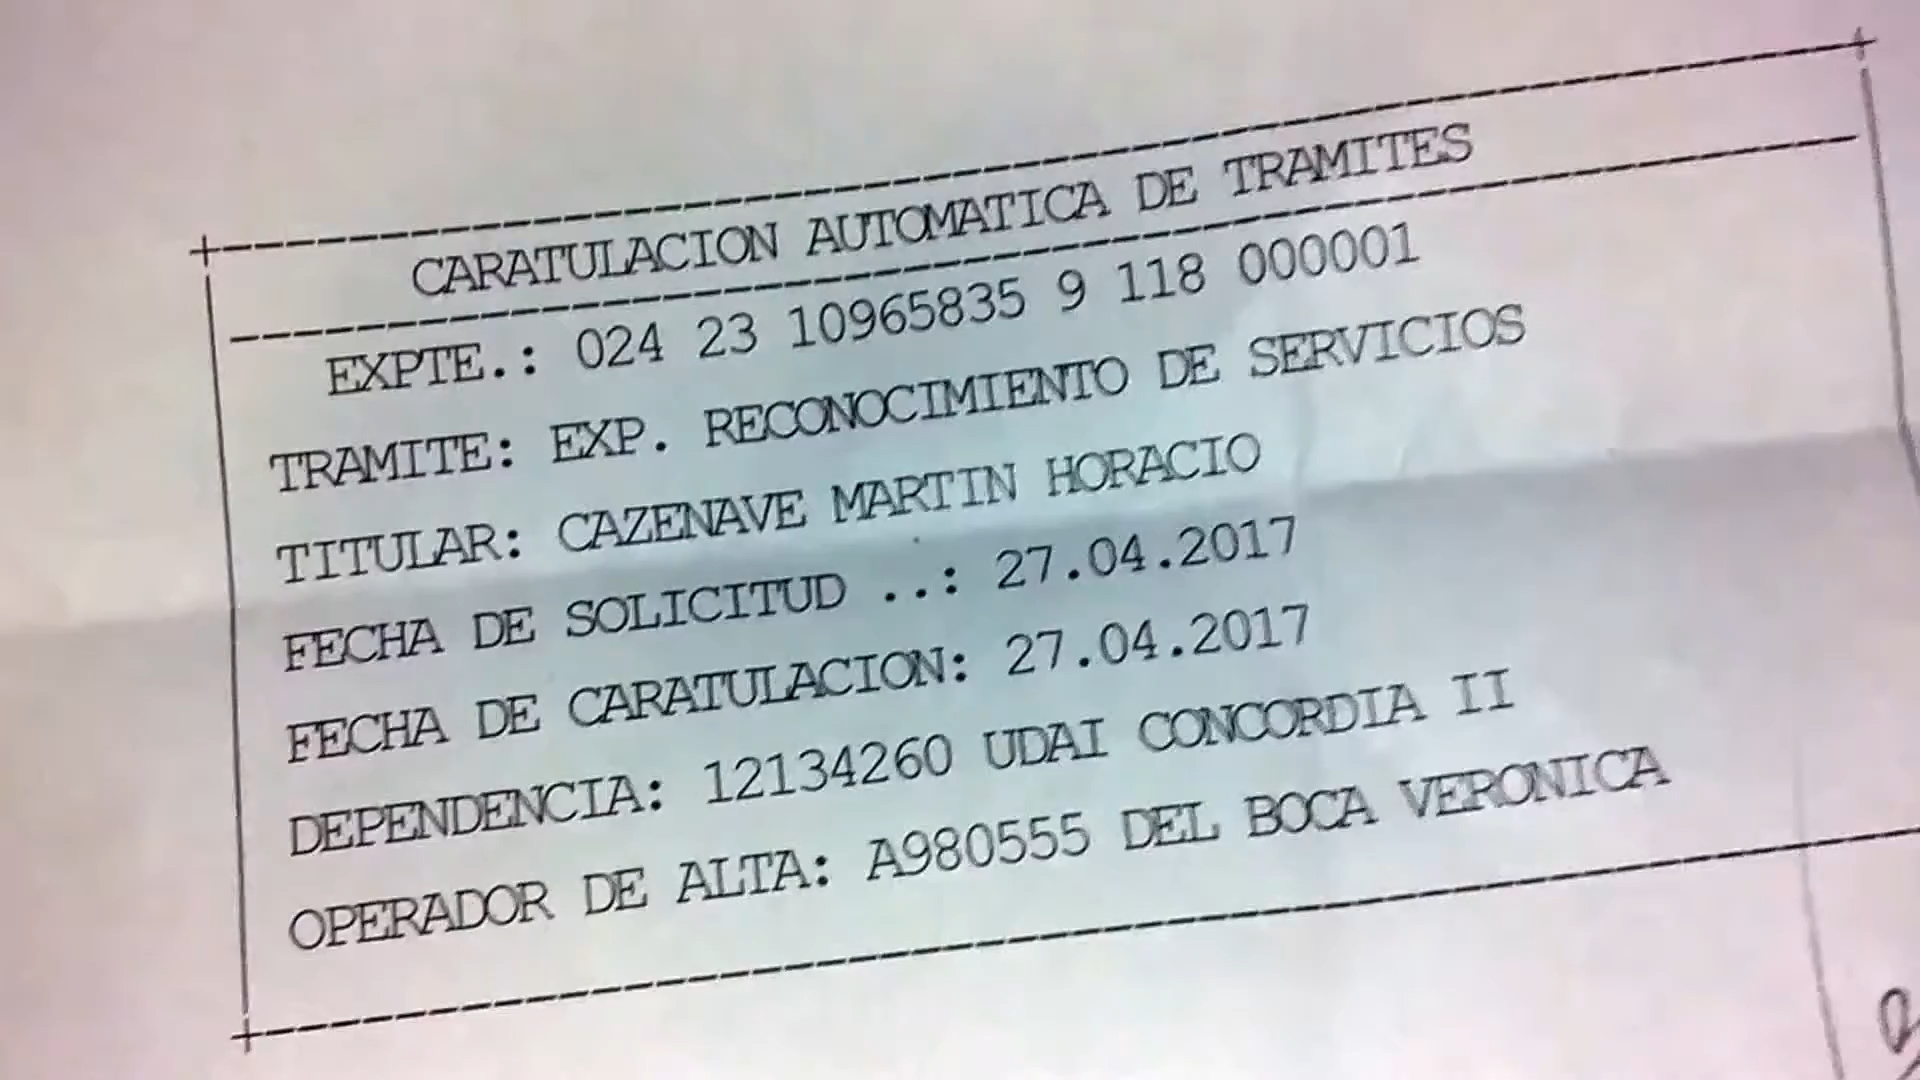 CARATULACION AUTOMATICA DE TRAMITES
EXPTE.: 024 23 10965835 9 118 000001
TRAMITE: EXP. RECONOCIMIENTO DE SERVICIOS
TITULAR: CAZENAVE MARTIN HORACIO
FECHA DE SOLICITUD ..: 27.04.2017
FECHA DE CARATULACION: 27.04.2017
DEPENDENCIA: 12134260 UDAI CONCORDIA II
OPERADOR DE ALTA: A980555 DEL BOCA VERONICA